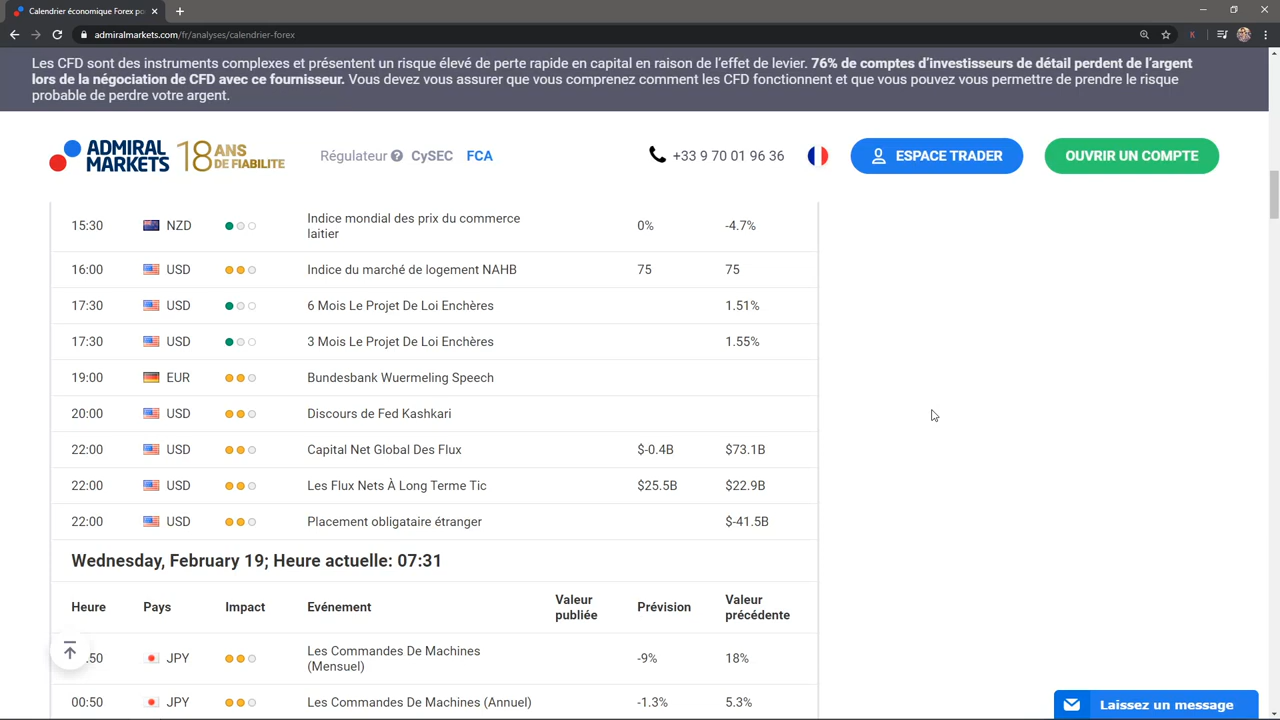 Calendrier économique Forex po
admiralmarkets.com/fr/analyses/calendrier-forex
K
Les CFD sont des instruments complexes et présentent un risque élevé de perte rapide en capital en raison de l'effet de levier. 76% de comptes d'investisseurs de détail perdent de l'argent
lors de la négociation de CFD avec ce fournisseur. Vous devez vous assurer que vous comprenez comment les CFD fonctionnent et que vous pouvez vous permettre de prendre le risque
probable de perdre votre argent.
ADMIRAL MARKETS 18 ANS DE FIABILITE Régulateur ? CySEC FCA +33 9 70 01 96 36 ESPACE TRADER OUVRIR UN COMPTE
15:30 NZD Indice mondial des prix du commerce 0% -4.7%
laitier
16:00 USD Indice du marché de logement NAHB 75 75
17:30 USD 6 Mois Le Projet De Loi Enchères 1.51%
17:30 USD 3 Mois Le Projet De Loi Enchères 1.55%
19:00 EUR Bundesbank Wuermeling Speech
20:00 USD Discours de Fed Kashkari
22:00 USD Capital Net Global Des Flux $-0.4B $73.1B
22:00 USD Les Flux Nets À Long Terme Tic $25.5B $22.9B
22:00 USD Placement obligataire étranger $-41.5B
Wednesday, February 19; Heure actuelle: 07:31
Heure Pays Impact Evénement Valeur publiée Prévision Valeur précédente
:50 JPY Les Commandes De Machines -9% 18%
(Mensuel)
00:50 JPY Les Commandes De Machines (Annuel) -1.3% 5.3%
Laissez un message